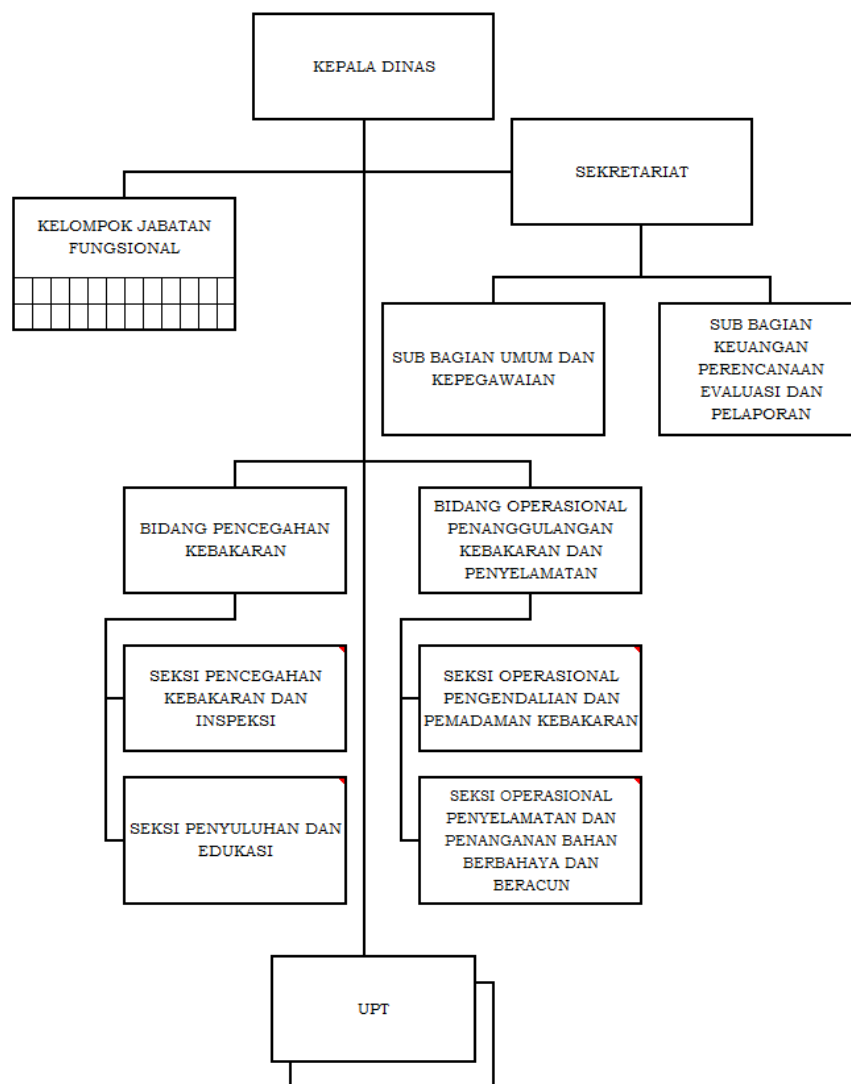 KEPALA DINAS
SEKRETARIAT
KELOMPOK JABATAN
FUNGSIONAL
SUB BAGIAN UMUM DAN
KEPEGAWAIAN
SUB BAGIAN
KEUANGAN
PERENCANAAN
EVALUASI DAN
PELAPORAN
BIDANG PENCEGAHAN
KEBAKARAN
BIDANG OPERASIONAL
PENANGGULANGAN
KEBAKARAN DAN
PENYELAMATAN
SEKSI PENCEGAHAN
KEBAKARAN DAN
INSPEKSI
SEKSI OPERASIONAL
PENGENDALIAN DAN
PEMADAMAN KEBAKARAN
SEKSI PENYULUHAN DAN
EDUKASI
SEKSI OPERASIONAL
PENYELAMATAN DAN
PENANGANAN BAHAN
BERBAHAYA DAN
BERACUN
UPT